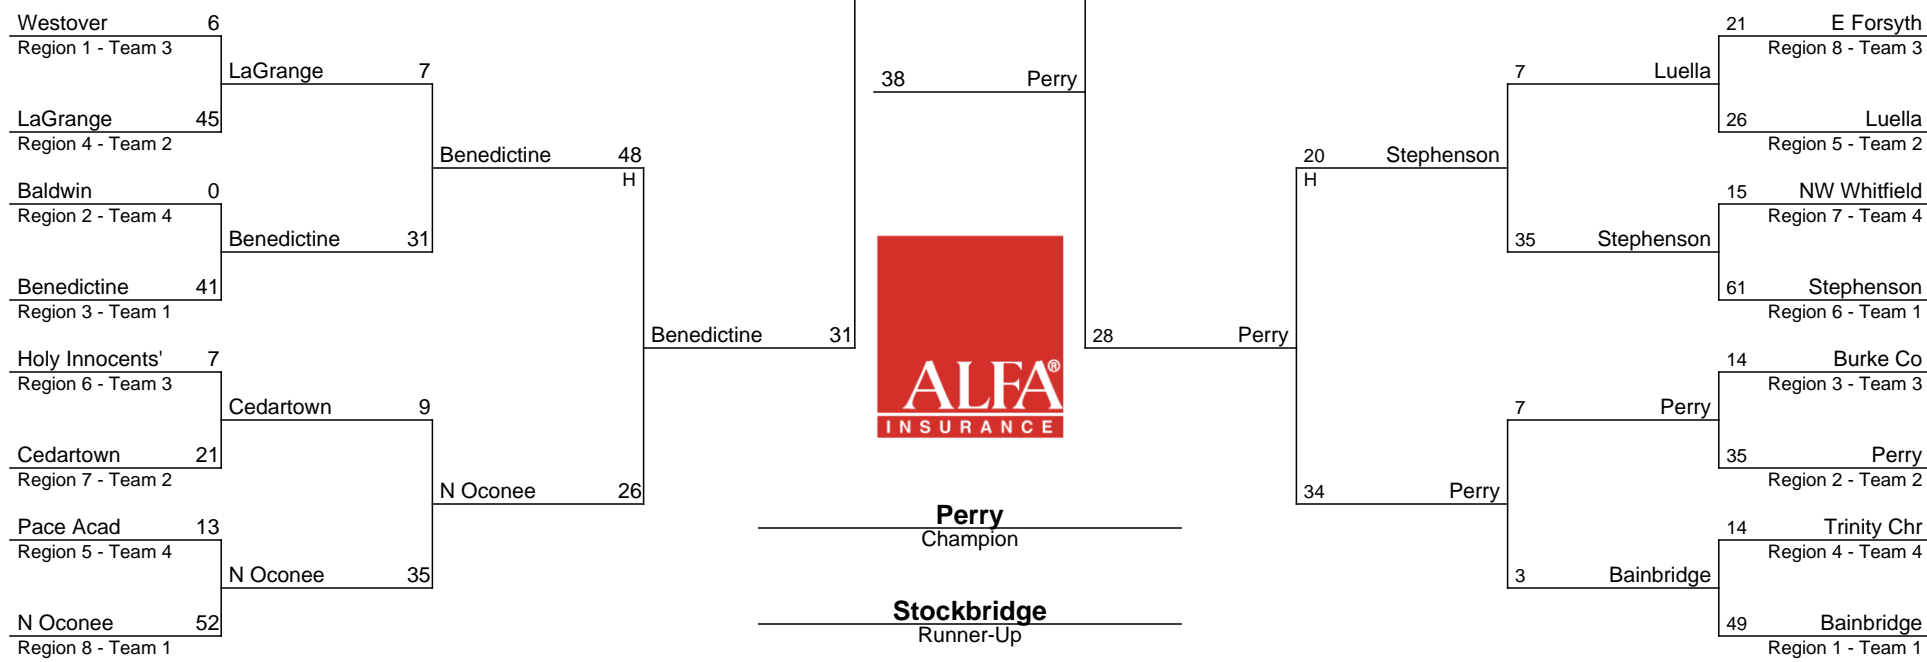 Westover 6
Region 1 - Team 3
LaGrange 7
LaGrange 45
Region 4 - Team 2
Benedictine 48
H
Baldwin 0
Region 2 - Team 4
Benedictine 31
Benedictine 41
Region 3 - Team 1
Benedictine 31
Holy Innocents' 7
Region 6 - Team 3
Cedartown 9
Cedartown 21
Region 7 - Team 2
N Oconee 26
Pace Acad 13
Region 5 - Team 4
N Oconee 35
N Oconee 52
Region 8 - Team 1
38 Perry
ALFA®
INSURANCE
Perry
Champion
Stockbridge
Runner-Up
21 E Forsyth
Region 8 - Team 3
7 Luella
26 Luella
Region 5 - Team 2
20 Stephenson
H
15 NW Whitfield
Region 7 - Team 4
35 Stephenson
61 Stephenson
Region 6 - Team 1
28 Perry
14 Burke Co
Region 3 - Team 3
7 Perry
35 Perry
Region 2 - Team 2
34 Perry
14 Trinity Chr
Region 4 - Team 4
3 Bainbridge
49 Bainbridge
Region 1 - Team 1